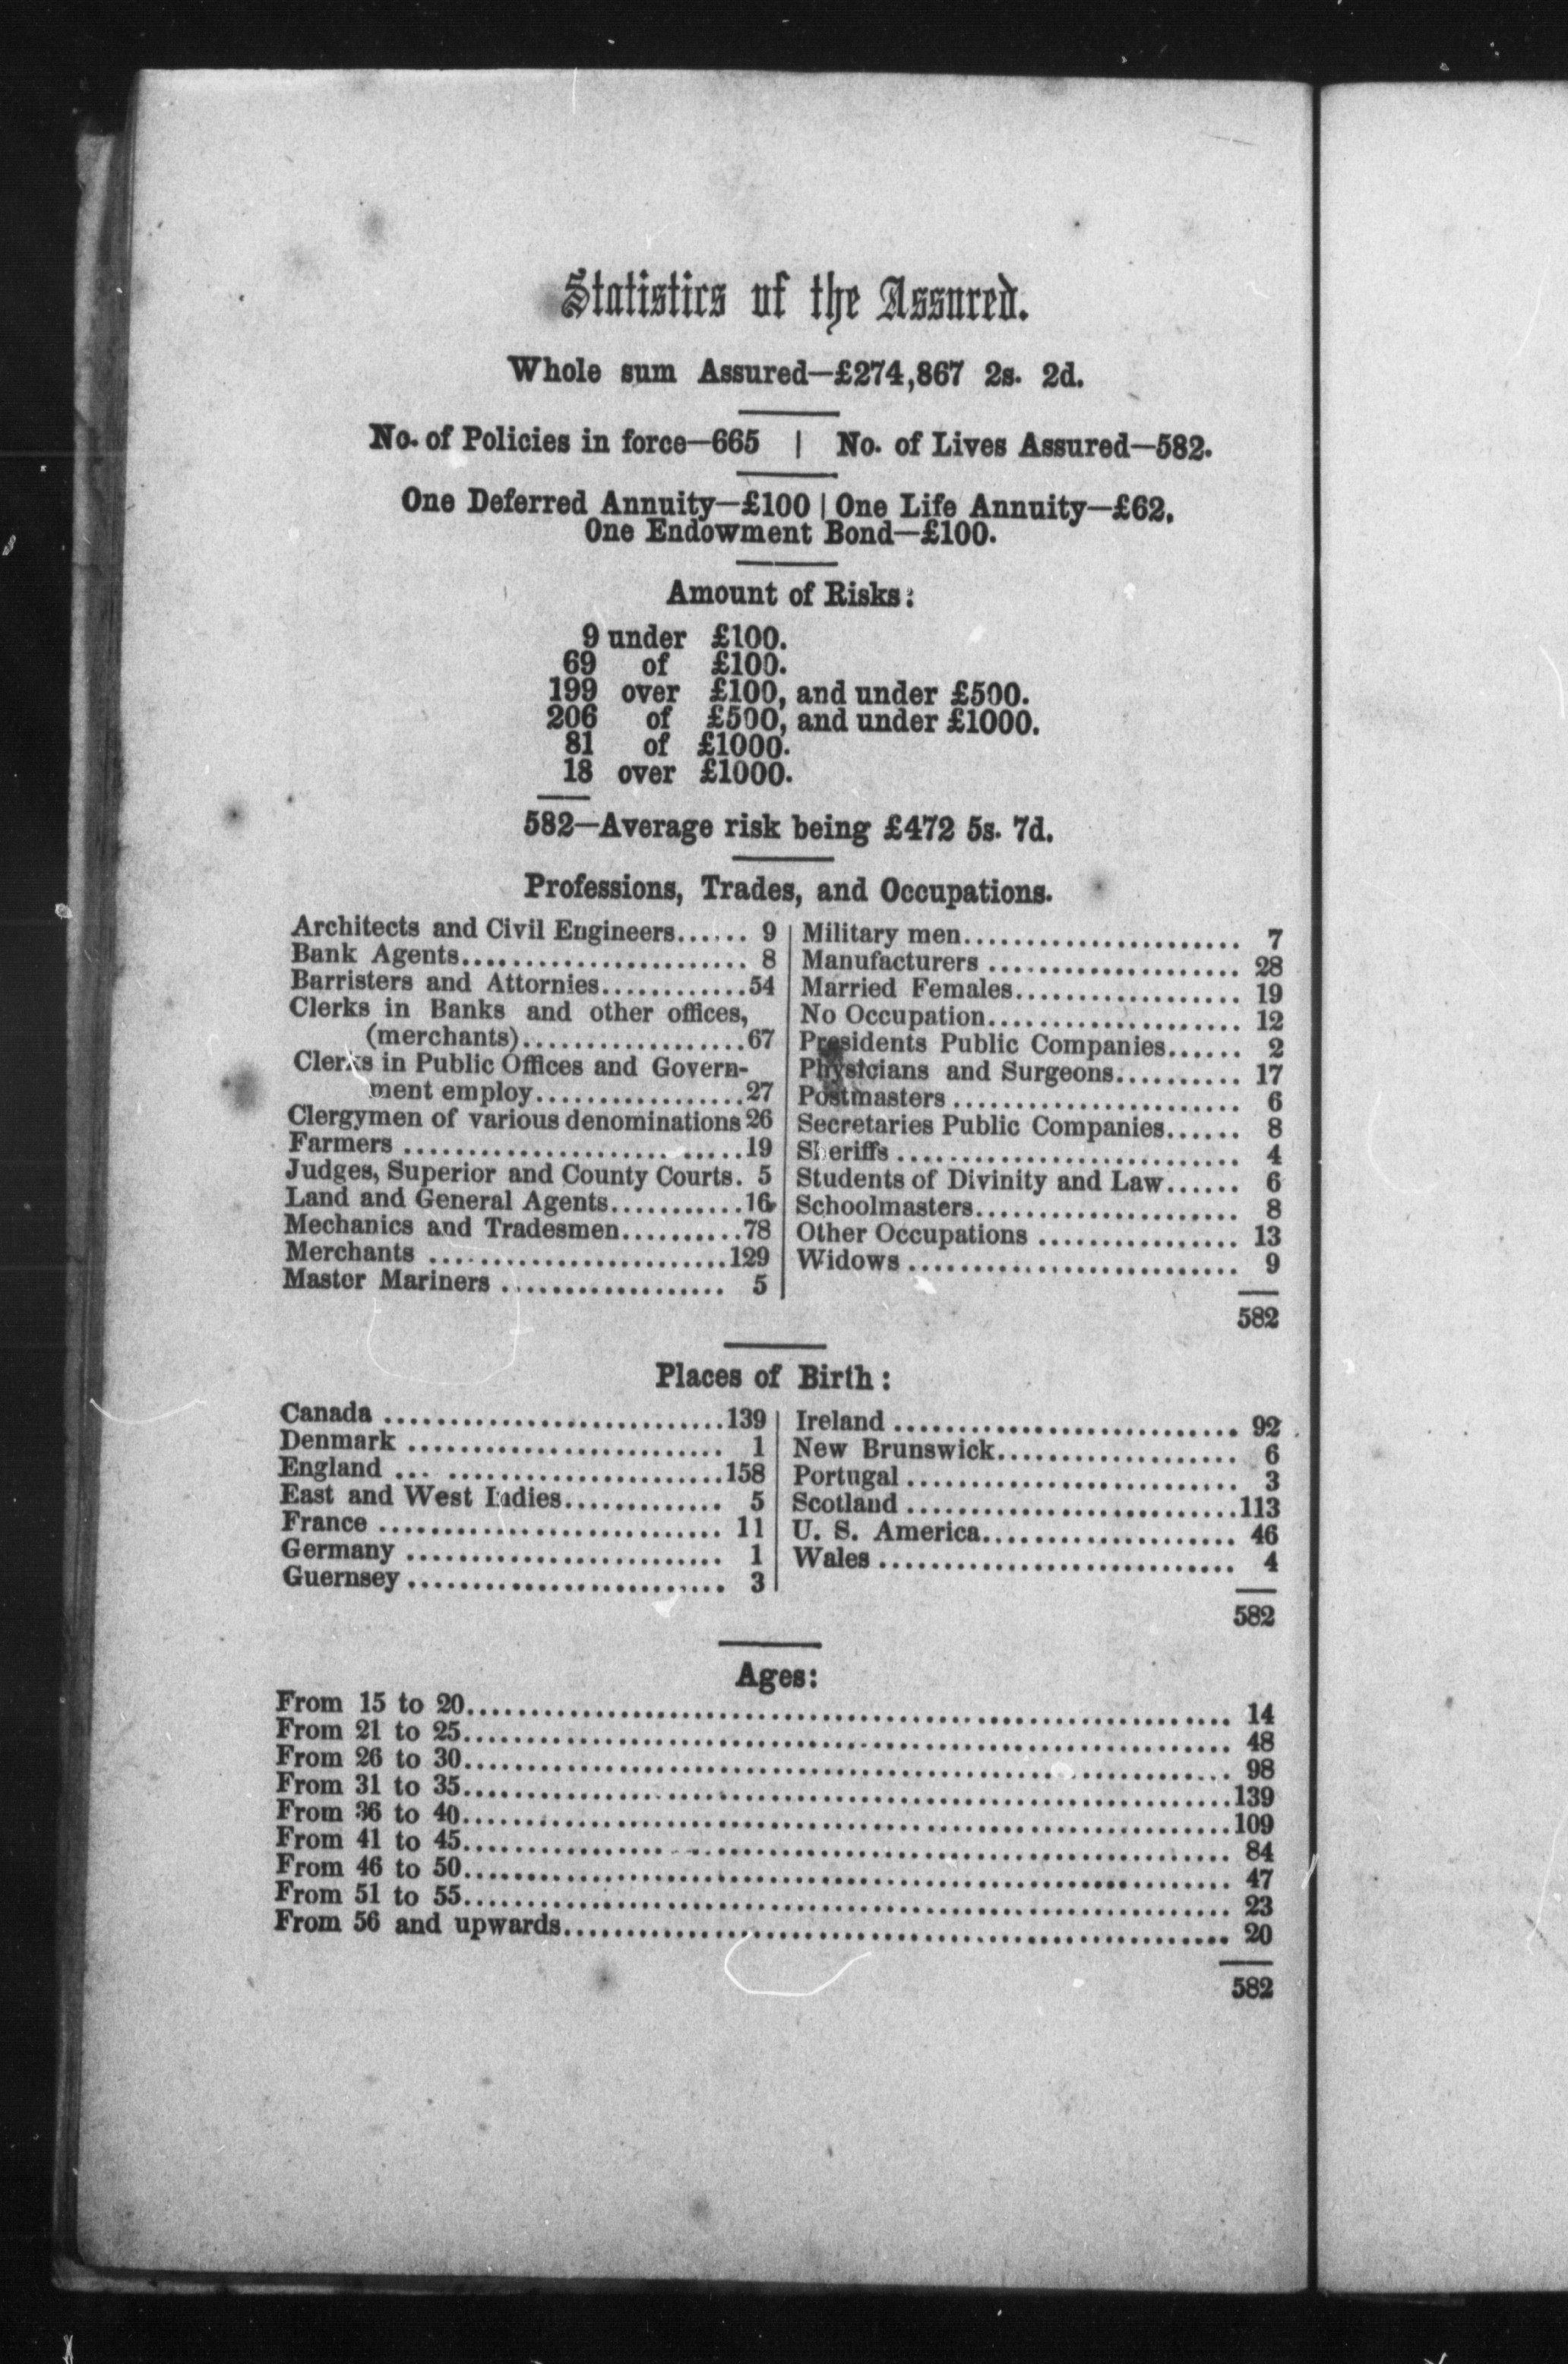 Statistics of the Assured.
Whole sum Assured—£274,867 2s. 2d.
No. of Policies in force—665 | No. of Lives Assured—582.
One Deferred Annuity—£100 | One Life Annuity—£62,
One Endowment Bond—£100.
Amount of Risks:
9 under £100.
69 of £100.
199 over £100, and under £500.
206 of £500, and under £1000.
81 of £1000.
18 over £1000.
582—Average risk being £472 5s. 7d.
Professions, Trades, and Occupations.
Architects and Civil Engineers...... 9
Bank Agents....................... 8
Barristers and Attornies............54
Clerks in Banks and other offices,
(merchants)..................67
Clerks in Public Offices and Govern-
ment employ.................27
Clergymen of various denominations 26
Farmers ...........................19
Judges, Superior and County Courts. 5
Land and General Agents...........16
Mechanics and Tradesmen..........78
Merchants ........................129
Master Mariners .................. 5
Military men...................... 7
Manufacturers .................... 28
Married Females.................. 19
No Occupation.................... 12
Presidents Public Companies...... 2
Physicians and Surgeons.......... 17
Postmasters ....................... 6
Secretaries Public Companies...... 8
Sheriffs ........................... 4
Students of Divinity and Law...... 6
Schoolmasters..................... 8
Other Occupations ................ 13
Widows .......................... 9
582
Places of Birth:
Canada ...........................139
Denmark ......................... 1
England ... ......................158
East and West Indies............. 5
France ........................... 11
Germany ......................... 1
Guernsey ......................... 3
Ireland ........................... 92
New Brunswick................... 6
Portugal .......................... 3
Scotland ..........................113
U. S. America.................... 46
Wales ............................ 4
582
Ages:
From 15 to 20............................................................ 14
From 21 to 25............................................................ 48
From 26 to 30............................................................ 98
From 31 to 35............................................................139
From 36 to 40............................................................109
From 41 to 45............................................................ 84
From 46 to 50............................................................ 47
From 51 to 55............................................................ 23
From 56 and upwards.................................................... 20
582